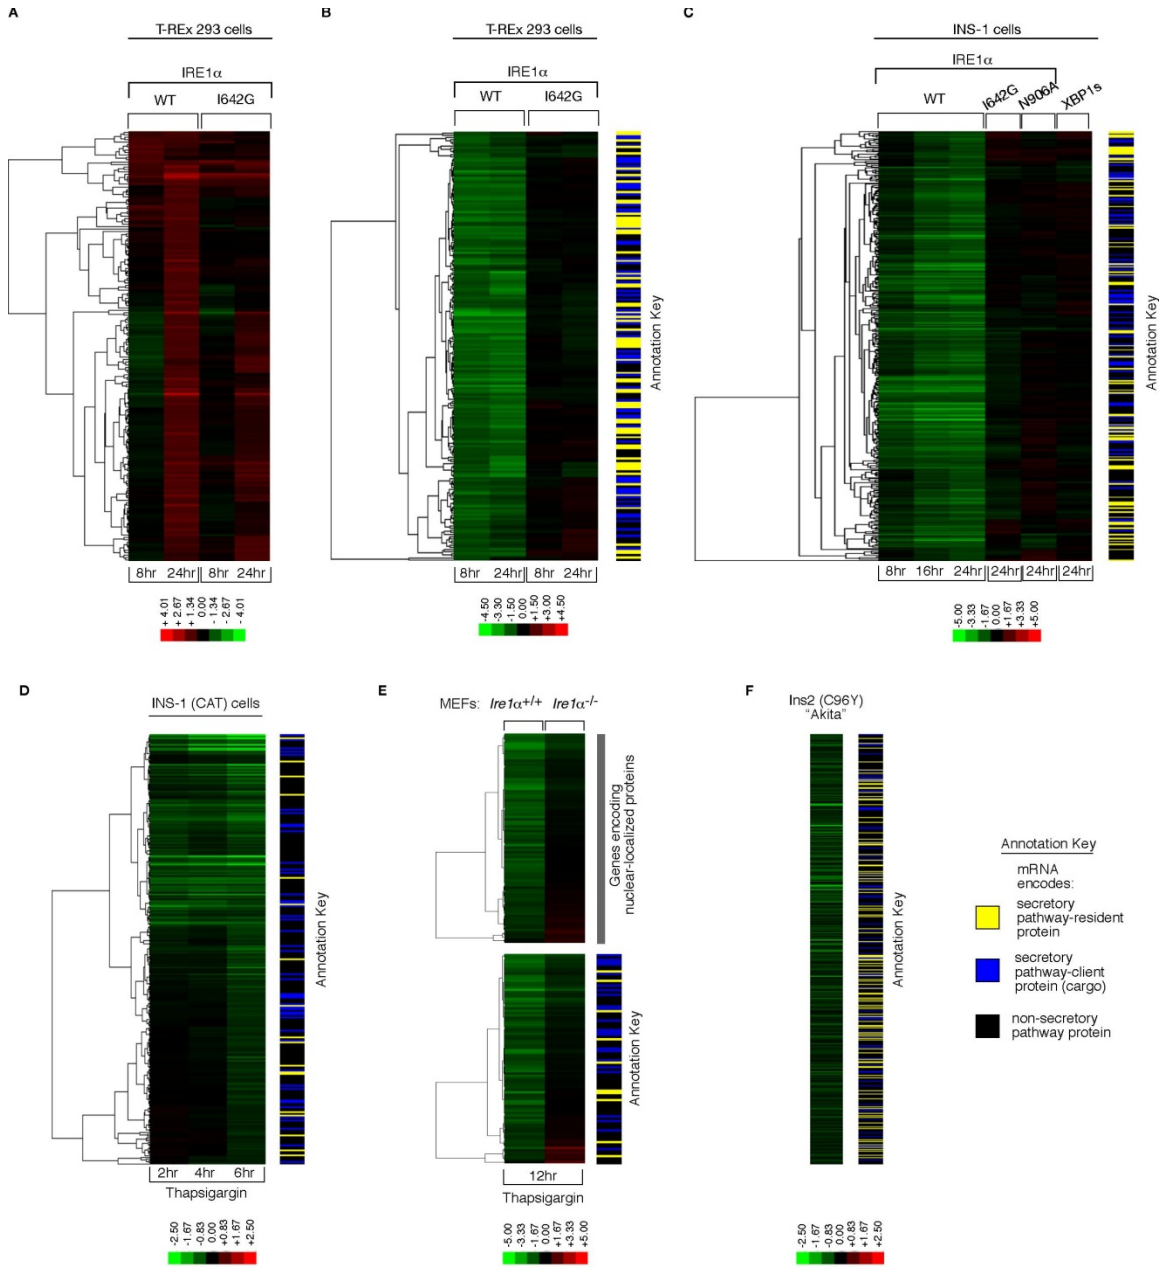 A
T-REx 293 cells
IRE1α
WT
I642G
8hr 24hr 8hr 24hr
+ 4.01
+ 2.67
+ 1.34
0.00
- 1.34
- 2.67
- 4.01
B
T-REx 293 cells
IRE1α
WT
I642G
Annotation Key
8hr 24hr 8hr 24hr
-4.50
-3.30
-1.50
0.00
+1.50
+3.00
+4.50
C
INS-1 cells
IRE1α
WT
I642G
N906A
XBP1s
Annotation Key
8hr 16hr 24hr 24hr 24hr 24hr
-5.00
-3.33
-1.67
0.00
+1.67
+3.33
+5.00
D
INS-1 (CAT) cells
Annotation Key
2hr 4hr 6hr
Thapsigargin
-2.50
-1.67
-0.83
0.00
+0.83
+1.67
+2.50
E
MEFs: Ire1α+/+ Ire1α-/-
Genes encoding
nuclear-localized proteins
Annotation Key
12hr
Thapsigargin
-5.00
-3.33
-1.67
0.00
+1.67
+3.33
+5.00
F
Ins2 (C96Y)
"Akita"
Annotation Key
-2.50
-1.67
-0.83
0.00
+0.83
+1.67
+2.50
Annotation Key
mRNA
encodes:
secretory
pathway-resident
protein
secretory
pathway-client
protein (cargo)
non-secretory
pathway protein